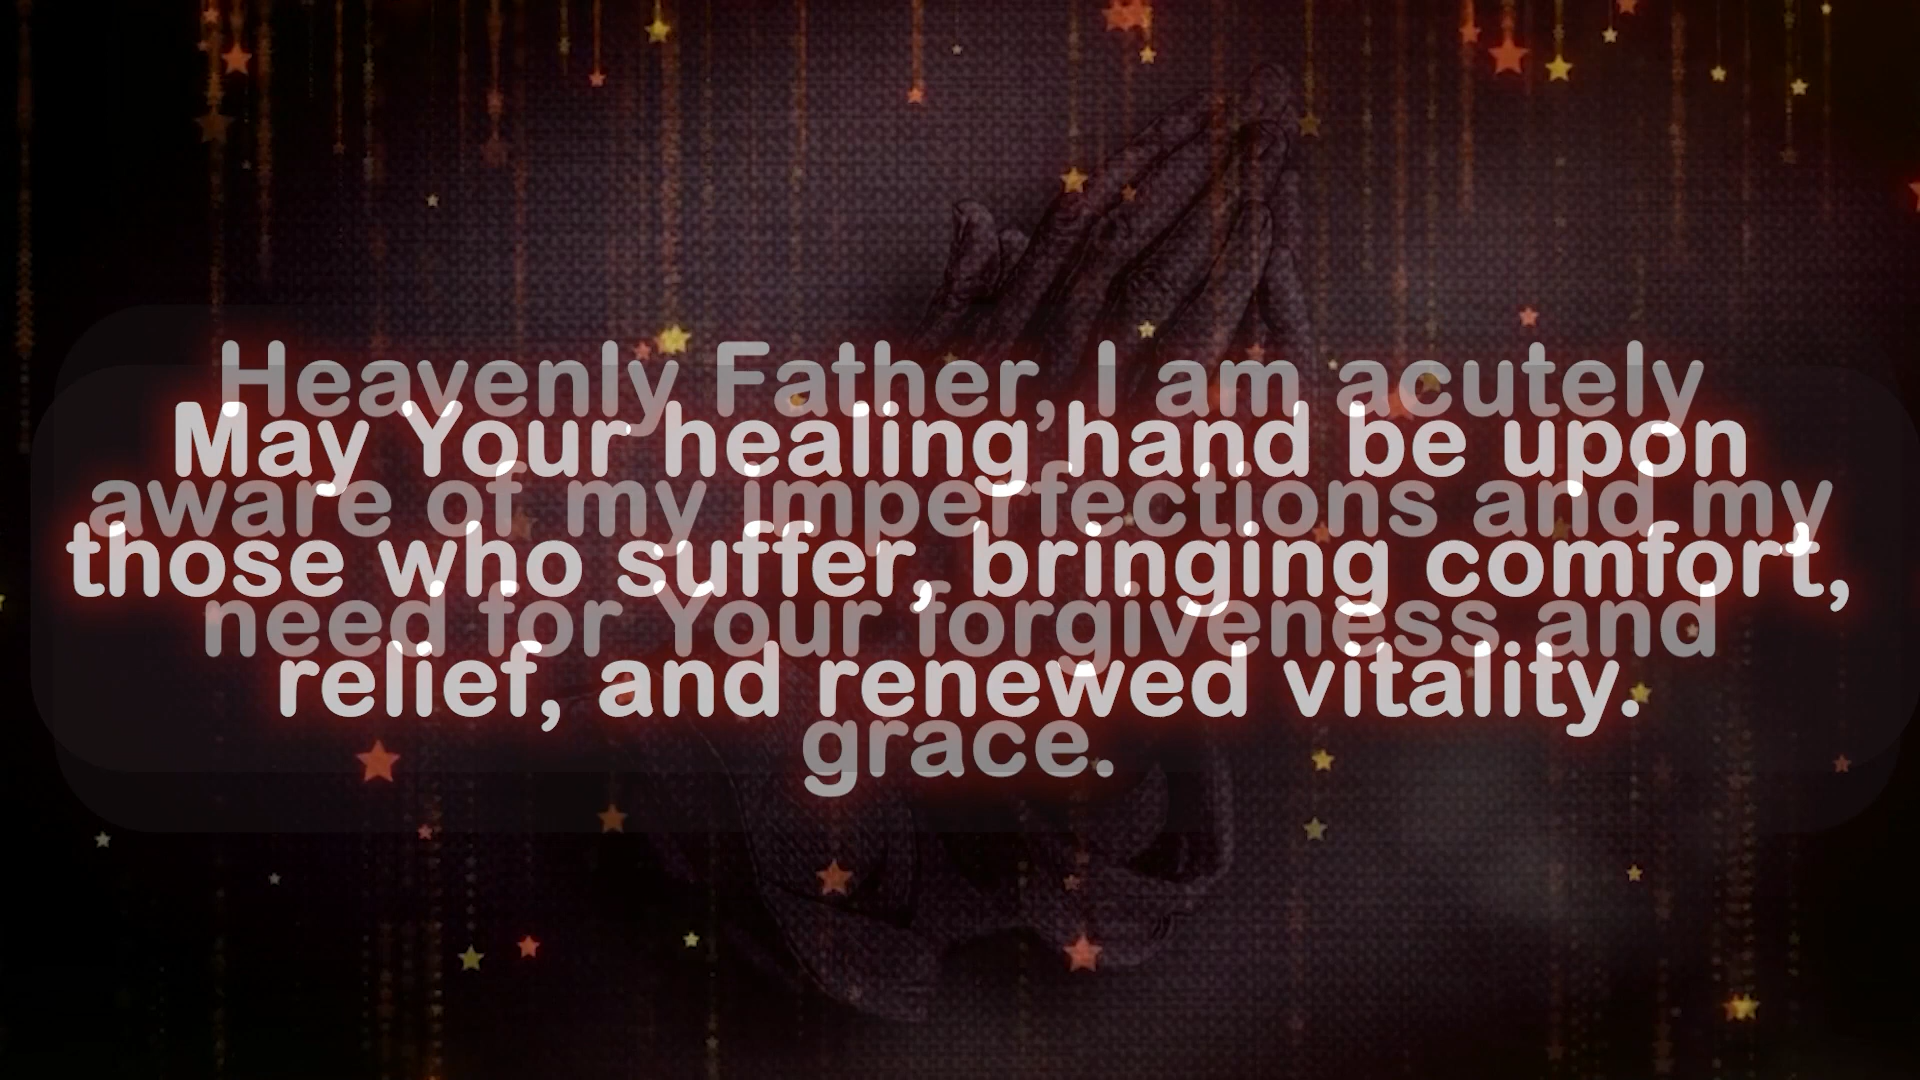 Heavenly Father, I am acutely
aware of my imperfections and my
need for Your forgiveness and
grace.
May Your healing hand be upon
those who suffer, bringing comfort,
relief, and renewed vitality.